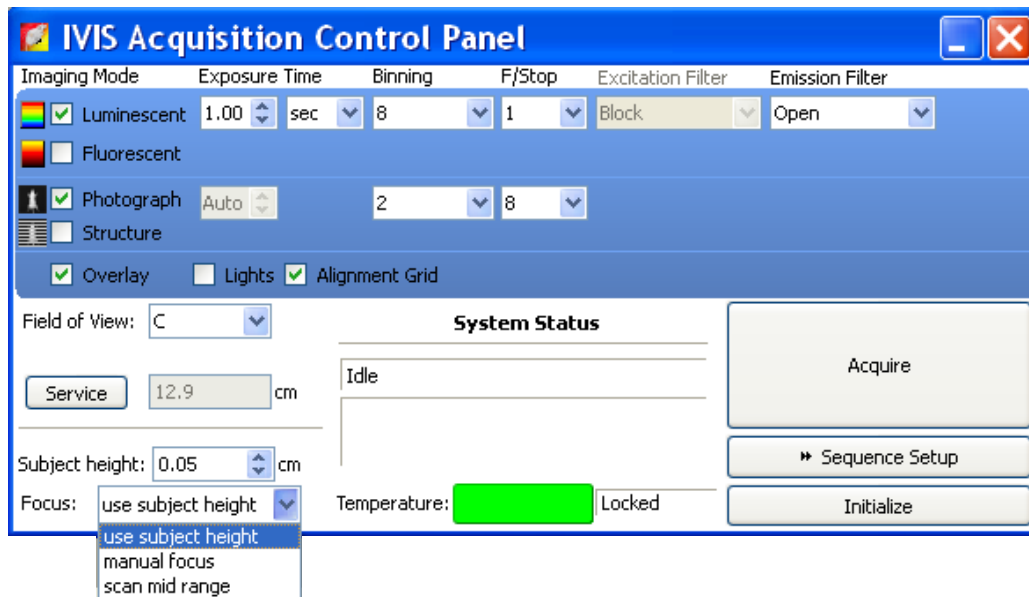 IVIS Acquisition Control Panel
Imaging Mode Exposure Time Binning F/Stop Excitation Filter Emission Filter
Luminescent 1.00 sec 8 1 Block Open
Fluorescent
Photograph Auto 2 8
Structure
Overlay Lights Alignment Grid
Field of View: C
System Status
Acquire
Idle
Service 12.9 cm
Subject height: 0.05 cm
Sequence Setup
Focus: use subject height
Temperature: Locked
Initialize
use subject height
manual focus
scan mid range